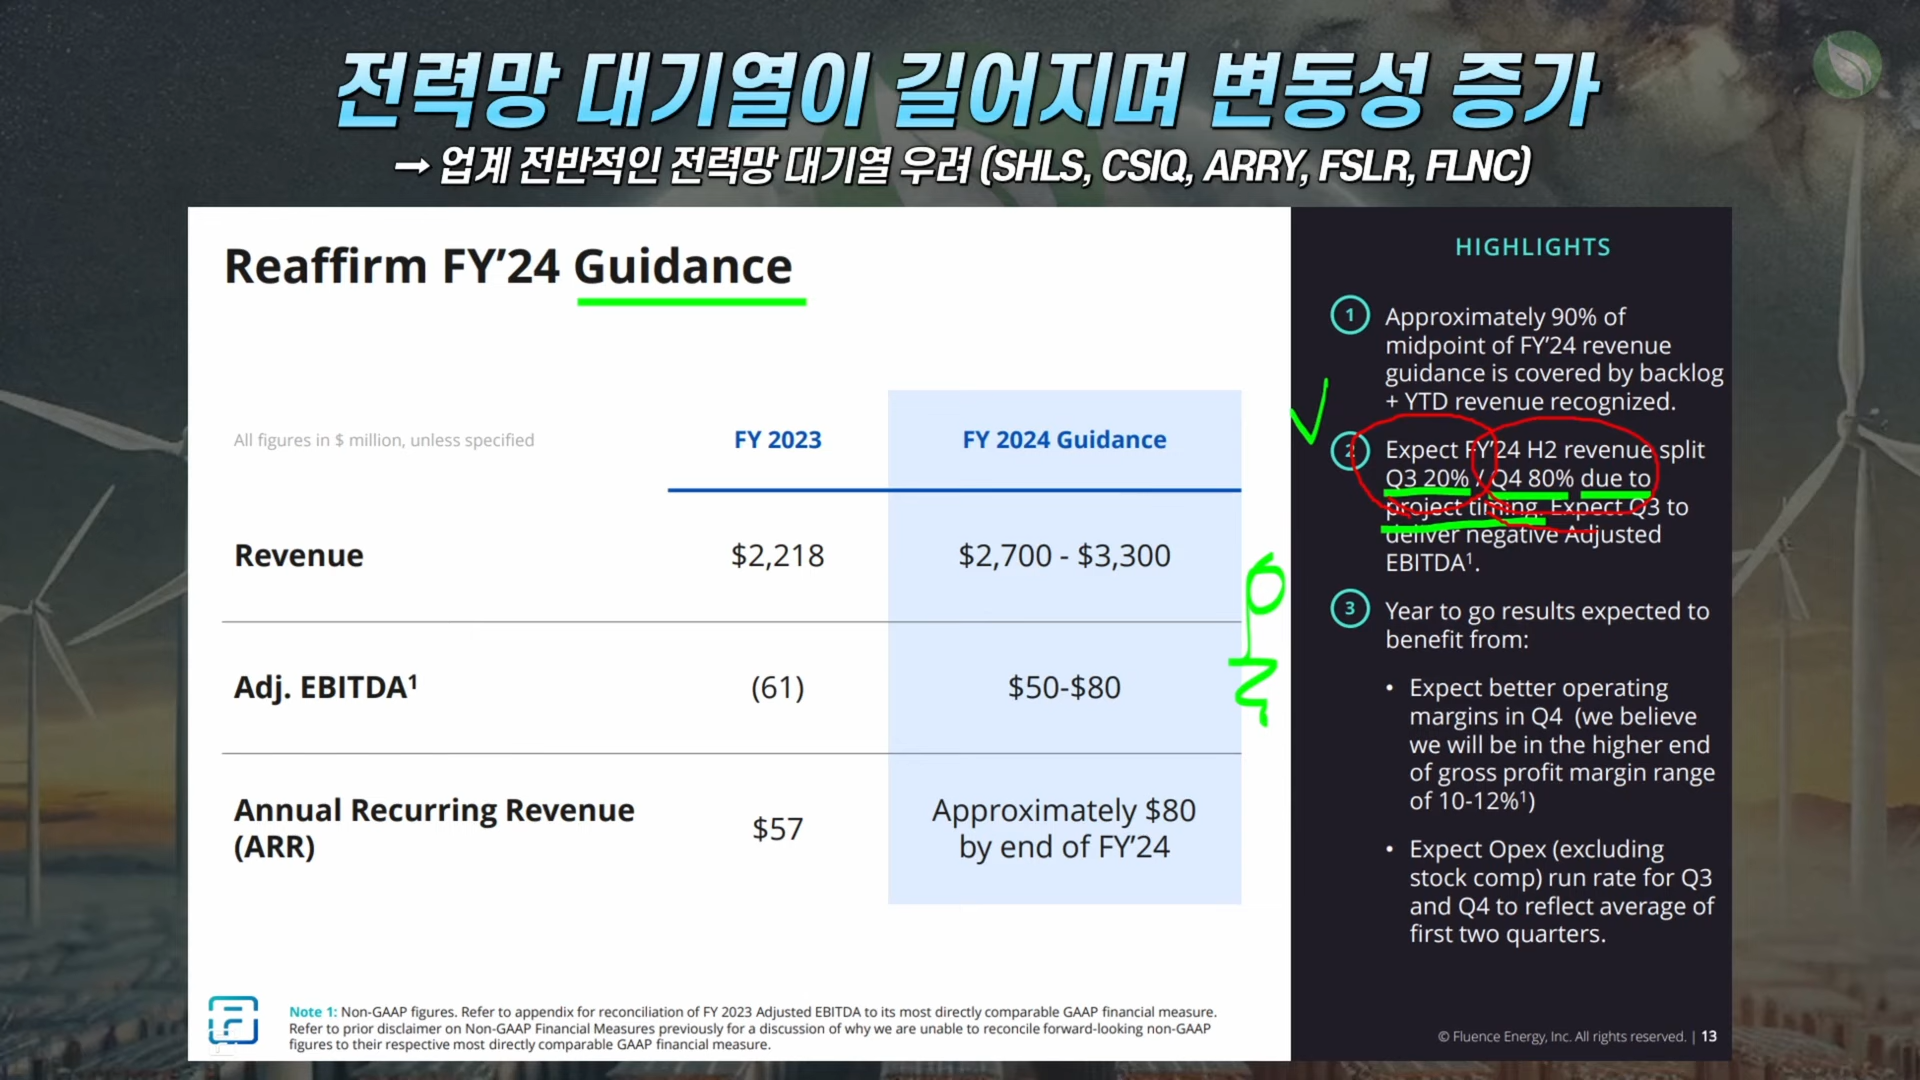 전력망 대기열이 길어지며 변동성 증가
→ 업계 전반적인 전력망 대기열 우려 (SHLS, CSIQ, ARRY, FSLR, FLNC)
Reaffirm FY’24 Guidance
All figures in $ million, unless specified
FY 2023
FY 2024 Guidance
Revenue
$2,218
$2,700 - $3,300
Adj. EBITDA¹
(61)
$50-$80
Annual Recurring Revenue
(ARR)
$57
Approximately $80
by end of FY’24
Note 1: Non-GAAP figures. Refer to appendix for reconciliation of FY 2023 Adjusted EBITDA to its most directly comparable GAAP financial measure.
Refer to prior disclaimer on Non-GAAP Financial Measures previously for a discussion of why we are unable to reconcile forward-looking non-GAAP
figures to their respective most directly comparable GAAP financial measure.
HIGHLIGHTS
1 Approximately 90% of
midpoint of FY’24 revenue
guidance is covered by backlog
+ YTD revenue recognized.
2 Expect FY’24 H2 revenue split
Q3 20% / Q4 80% due to
project timing. Expect Q3 to
deliver negative Adjusted
EBITDA¹.
3 Year to go results expected to
benefit from:
• Expect better operating
margins in Q4 (we believe
we will be in the higher end
of gross profit margin range
of 10-12%¹)
• Expect Opex (excluding
stock comp) run rate for Q3
and Q4 to reflect average of
first two quarters.
© Fluence Energy, Inc. All rights reserved. | 13